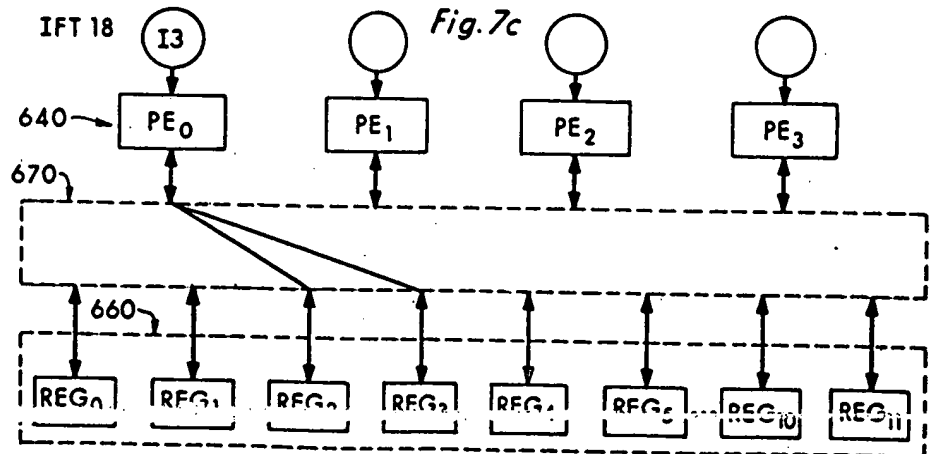 IFT 18
I3
Fig. 7c
640
PE0
PE1
PE2
PE3
670
660
REG0
REG1
REG2
REG3
REG4
REG5
REG10
REG11